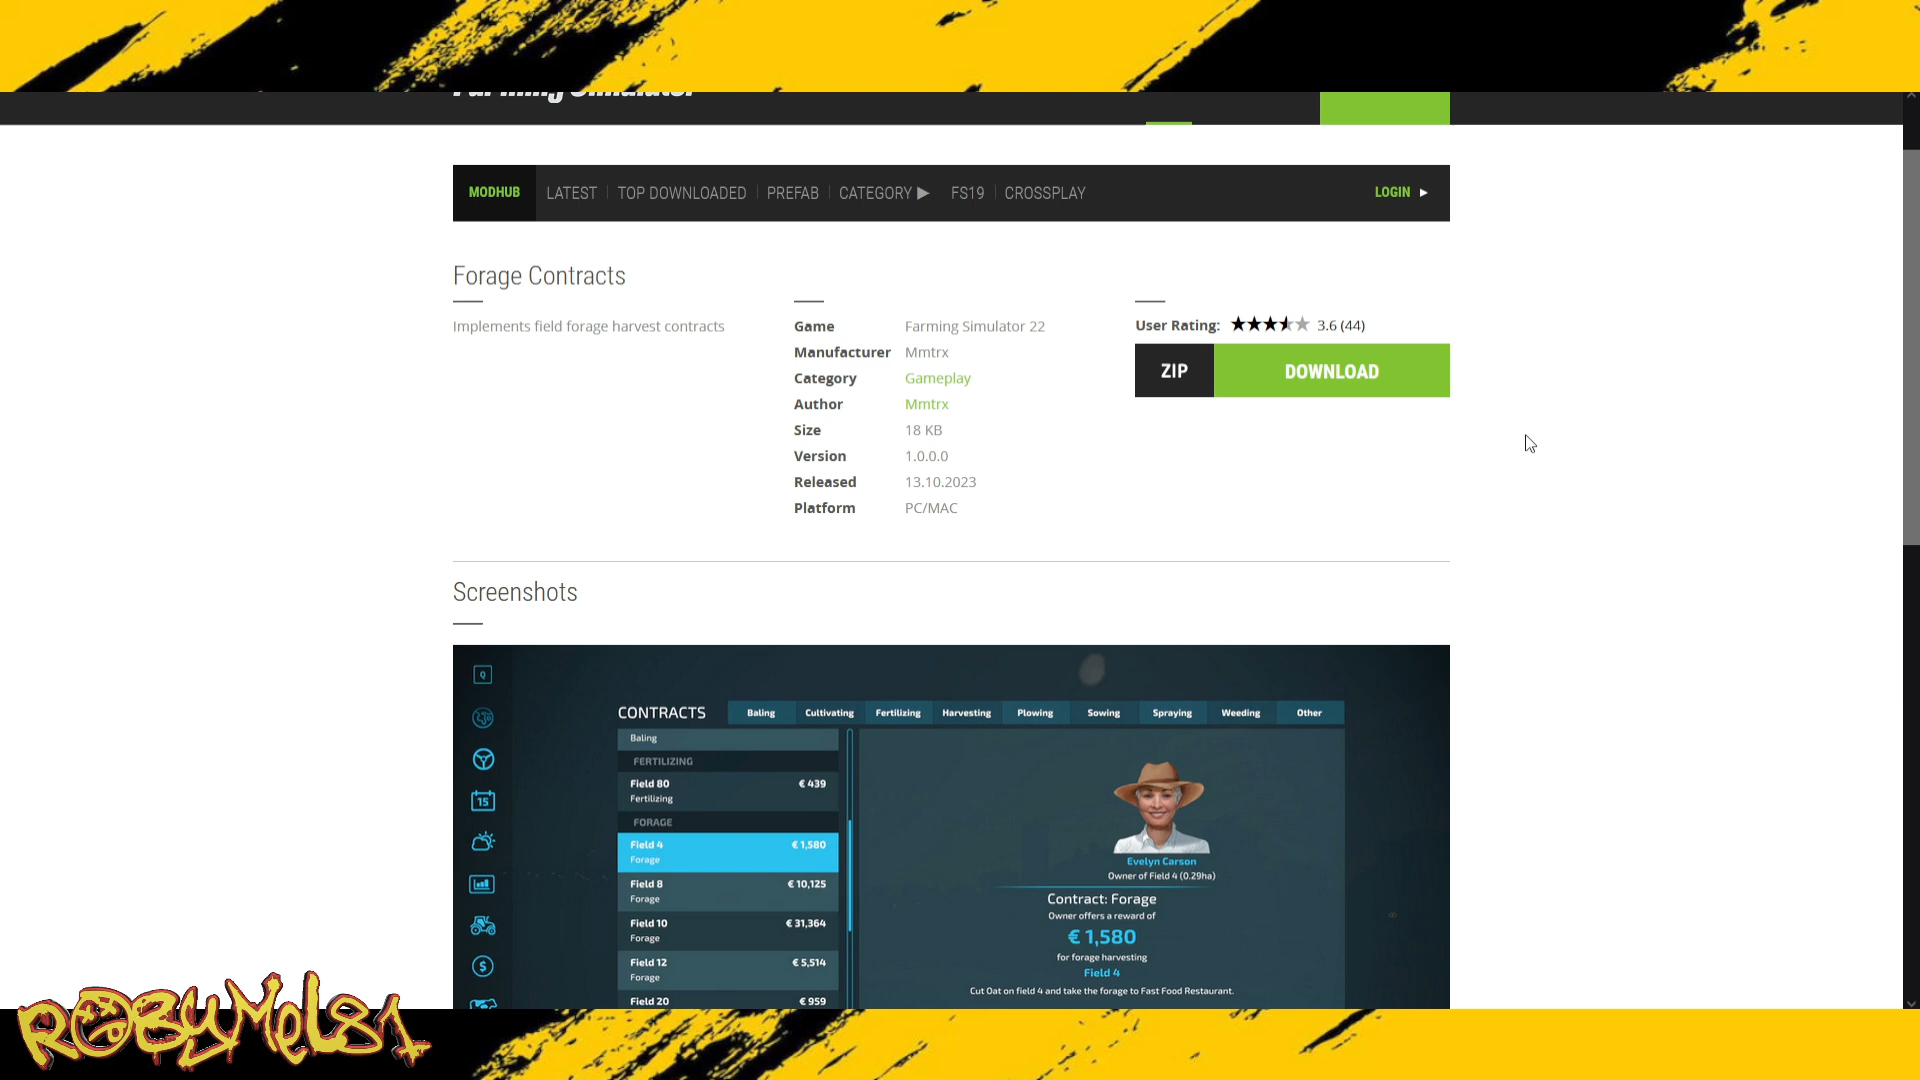 Farming Simulator
MODHUB LATEST TOP DOWNLOADED PREFAB CATEGORY ▶ FS19 CROSSPLAY LOGIN ▶
Forage Contracts
Implements field forage harvest contracts
Game Farming Simulator 22
Manufacturer Mmtrx
Category Gameplay
Author Mmtrx
Size 18 KB
Version 1.0.0.0
Released 13.10.2023
Platform PC/MAC
User Rating: 3.6 (44)
ZIP DOWNLOAD
Screenshots
Q
15
CONTRACTS Baling Cultivating Fertilizing Harvesting Plowing Sowing Spraying Weeding Other
Baling
FERTILIZING
Field 80 € 439
Fertilizing
FORAGE
Field 4 € 1,580
Forage
Field 8 € 10,125
Forage
Field 10 € 31,364
Forage
Field 12 € 5,514
Forage
Field 20 € 959
Evelyn Carson
Owner of Field 4 (0.29ha)
Contract: Forage
Owner offers a reward of
€ 1,580
for forage harvesting
Field 4
Cut Oat on field 4 and take the forage to Fast Food Restaurant.
RobyMel81